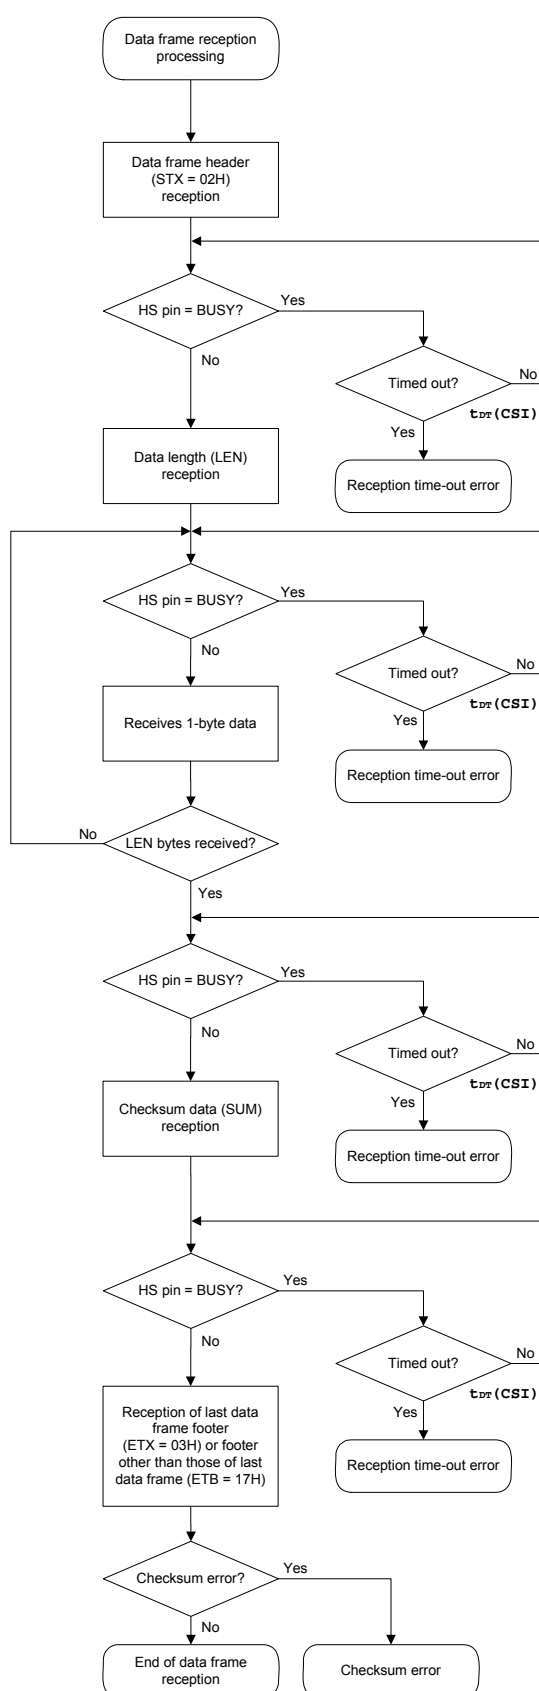 Data frame reception
processing
Data frame header
(STX = 02H)
reception
HS pin = BUSY?
Yes
No
Timed out?
No
tDT(CSI)
Yes
Reception time-out error
Data length (LEN)
reception
HS pin = BUSY?
Yes
No
Timed out?
No
tDT(CSI)
Yes
Reception time-out error
Receives 1-byte data
No
LEN bytes received?
Yes
HS pin = BUSY?
Yes
No
Timed out?
No
tDT(CSI)
Yes
Reception time-out error
Checksum data (SUM)
reception
HS pin = BUSY?
Yes
No
Timed out?
No
tDT(CSI)
Yes
Reception time-out error
Reception of last data
frame footer
(ETX = 03H) or footer
other than those of last
data frame (ETB = 17H)
Checksum error?
Yes
No
End of data frame
reception
Checksum error